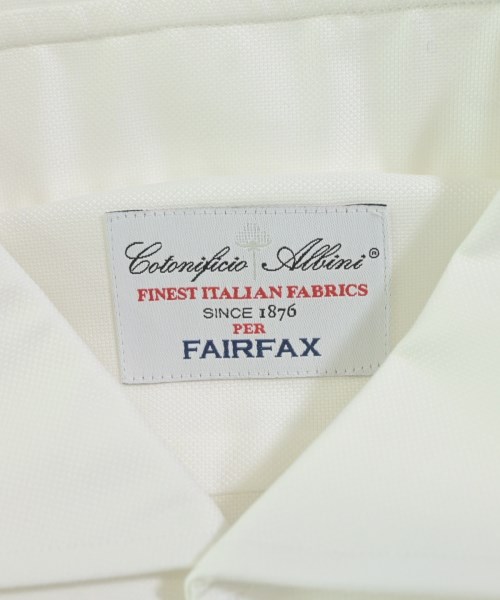 Cotonificio Albini®
FINEST ITALIAN FABRICS
SINCE 1876
PER
FAIRFAX